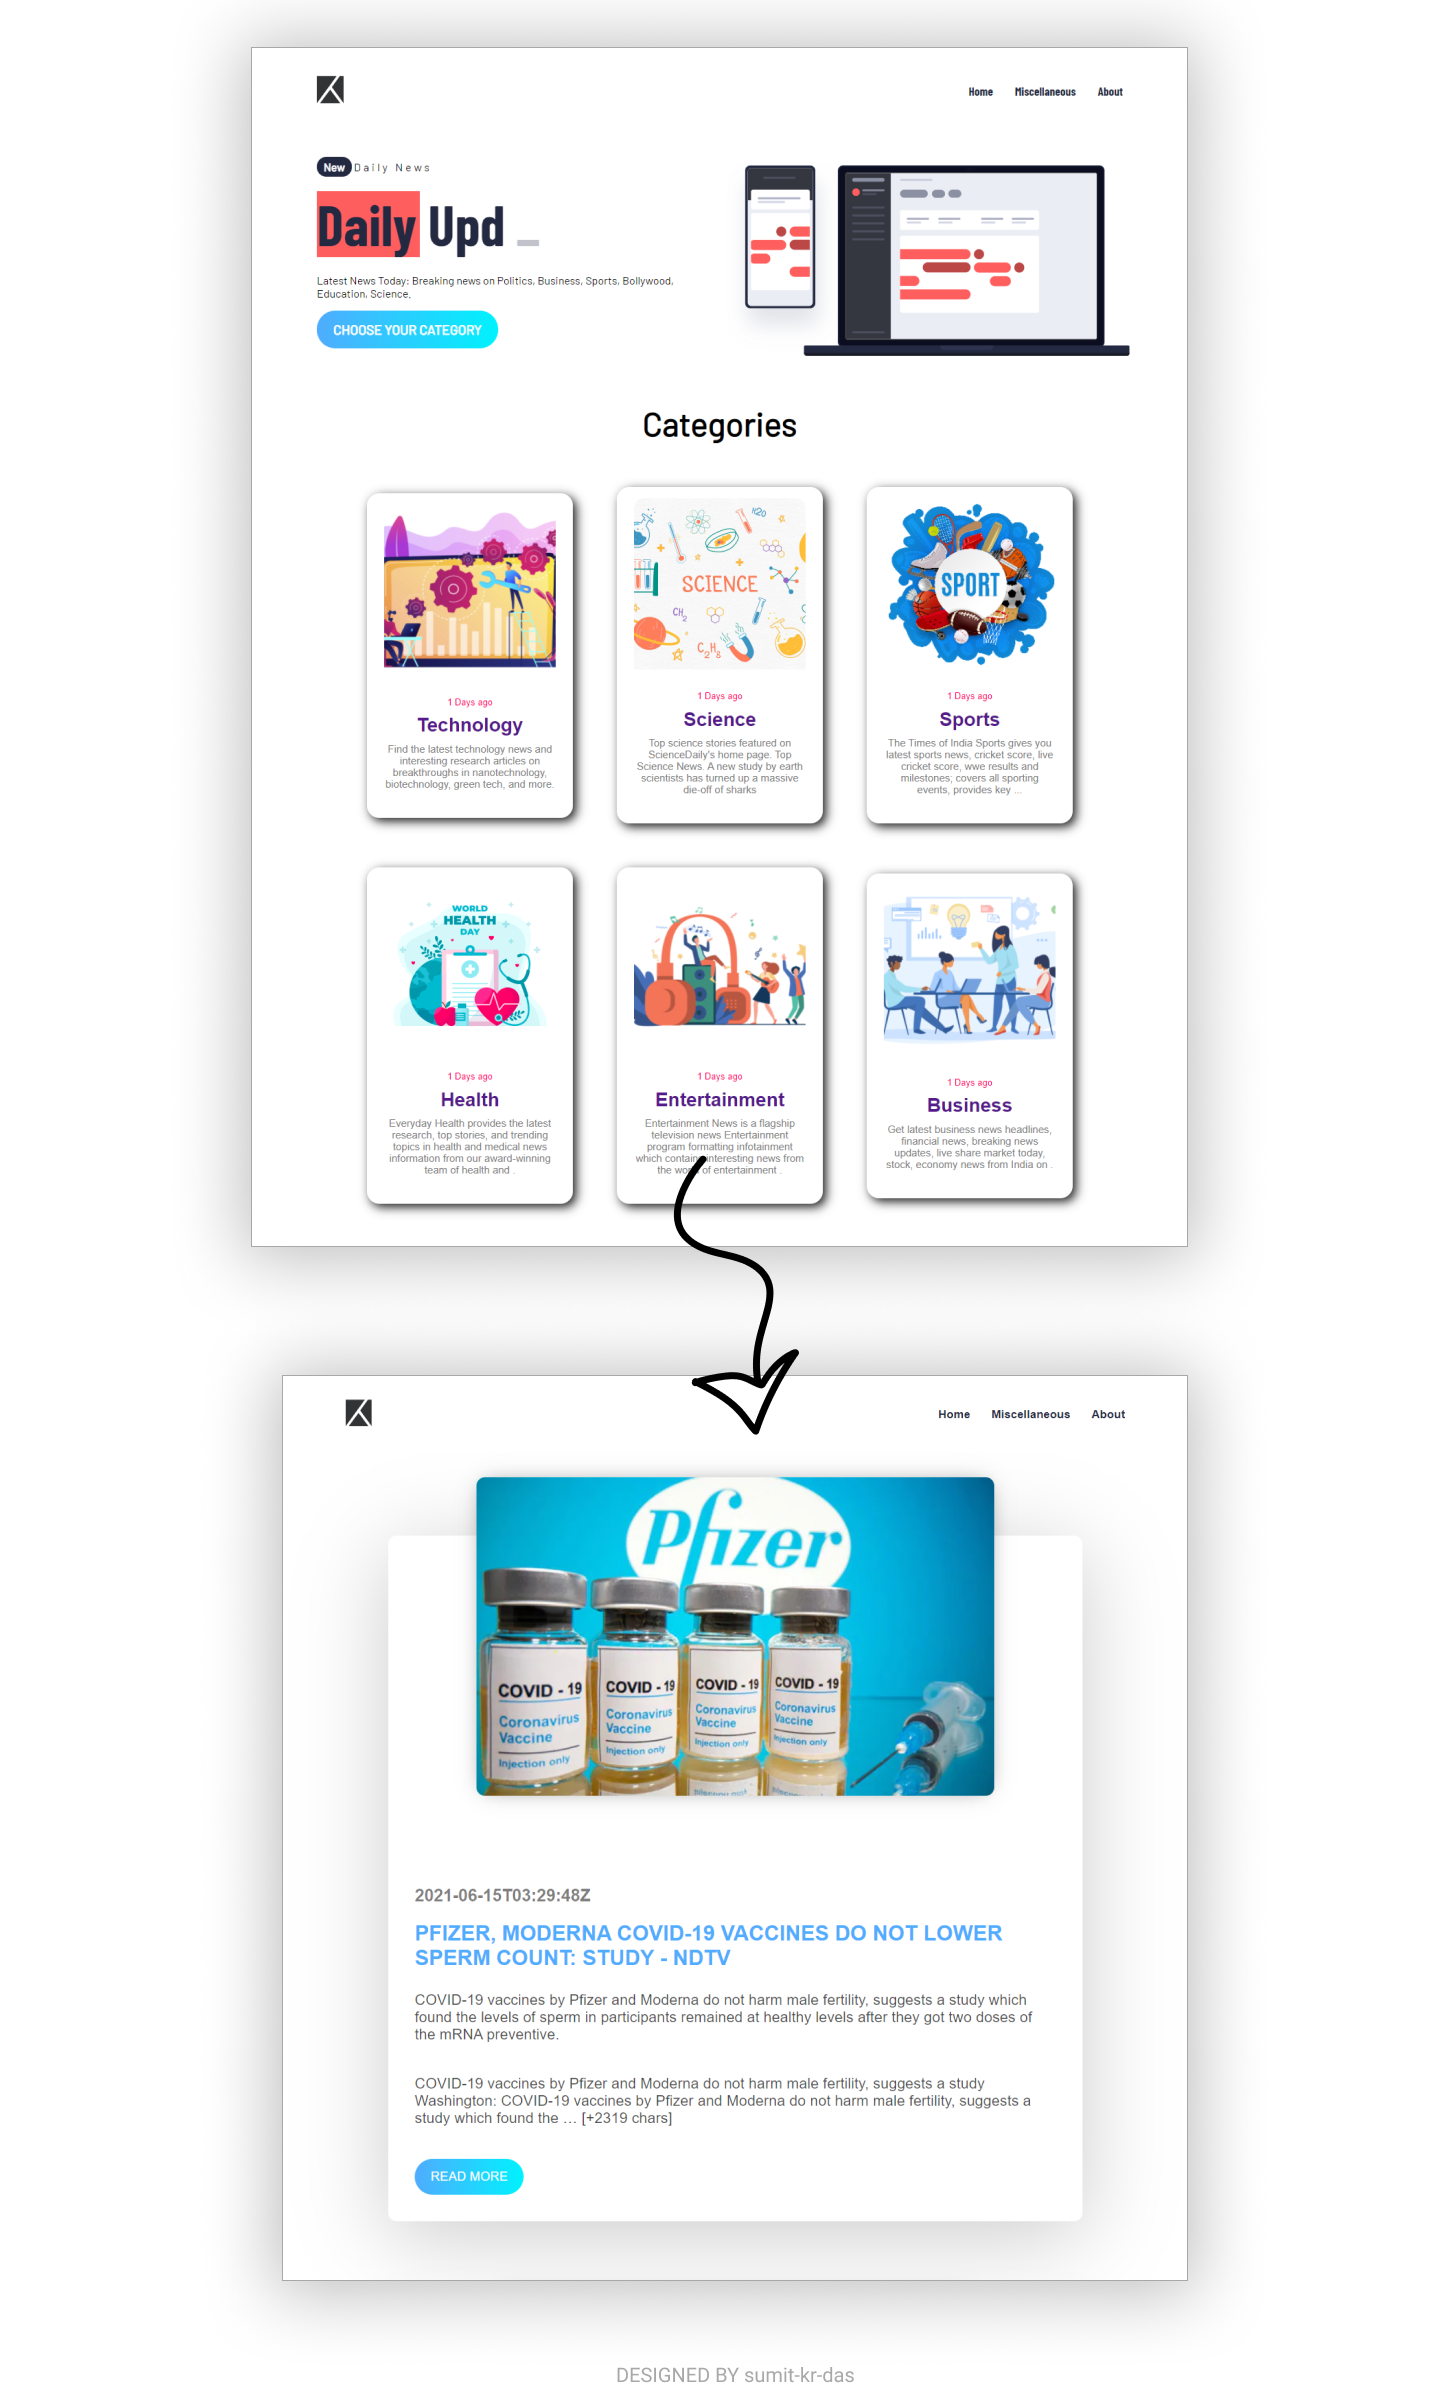 Home Miscellaneous About
New Daily News
Daily Upd _
Latest News Today: Breaking news on Politics, Business, Sports, Bollywood,
Education, Science.
CHOOSE YOUR CATEGORY
Categories
1 Days ago
Technology
Find the latest technology news and
interesting research articles on
breakthroughs in nanotechnology,
biotechnology, green tech, and more.
H2O
SCIENCE
CH2
C2H8
1 Days ago
Science
Top science stories featured on
ScienceDaily's home page. Top
Science News. A new study by earth
scientists has turned up a massive
die-off of sharks
SPORT
1 Days ago
Sports
The Times of India Sports gives you
latest sports news, cricket score, live
cricket score, wwe results and
milestones; covers all sporting
events, provides key ...
WORLD
HEALTH
DAY
1 Days ago
Health
Everyday Health provides the latest
research, top stories, and trending
topics in health and medical news
information from our award-winning
team of health and .
1 Days ago
Entertainment
Entertainment News is a flagship
television news Entertainment
program formatting infotainment
which contain interesting news from
the world of entertainment .
1 Days ago
Business
Get latest business news headlines,
financial news, breaking news
updates, live share market today,
stock, economy news from India on .
Home Miscellaneous About
Pfizer
COVID - 19
Coronavirus
Vaccine
Injection only
COVID - 19
Coronavirus
Vaccine
Injection only
COVID - 19
Coronavirus
Vaccine
Injection only
COVID - 19
Coronavirus
Vaccine
Injection only
2021-06-15T03:29:48Z
PFIZER, MODERNA COVID-19 VACCINES DO NOT LOWER
SPERM COUNT: STUDY - NDTV
COVID-19 vaccines by Pfizer and Moderna do not harm male fertility, suggests a study which
found the levels of sperm in participants remained at healthy levels after they got two doses of
the mRNA preventive.
COVID-19 vaccines by Pfizer and Moderna do not harm male fertility, suggests a study
Washington: COVID-19 vaccines by Pfizer and Moderna do not harm male fertility, suggests a
study which found the … [+2319 chars]
READ MORE
DESIGNED BY sumit-kr-das